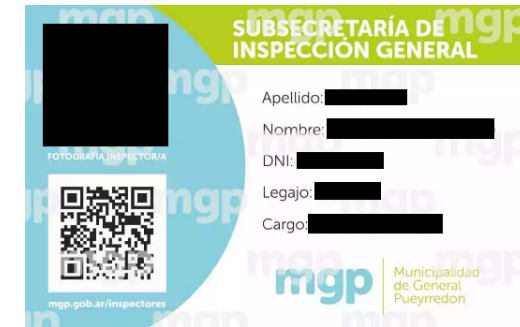 SUBSECRETARÍA DE
INSPECCIÓN GENERAL
Apellido:
Nombre:
DNI:
Legajo:
Cargo:
FOTOGRAFÍA INSPECTOR/A
mgp.gob.ar/inspectores
mgp
Municipalidad
de General
Pueyrredon